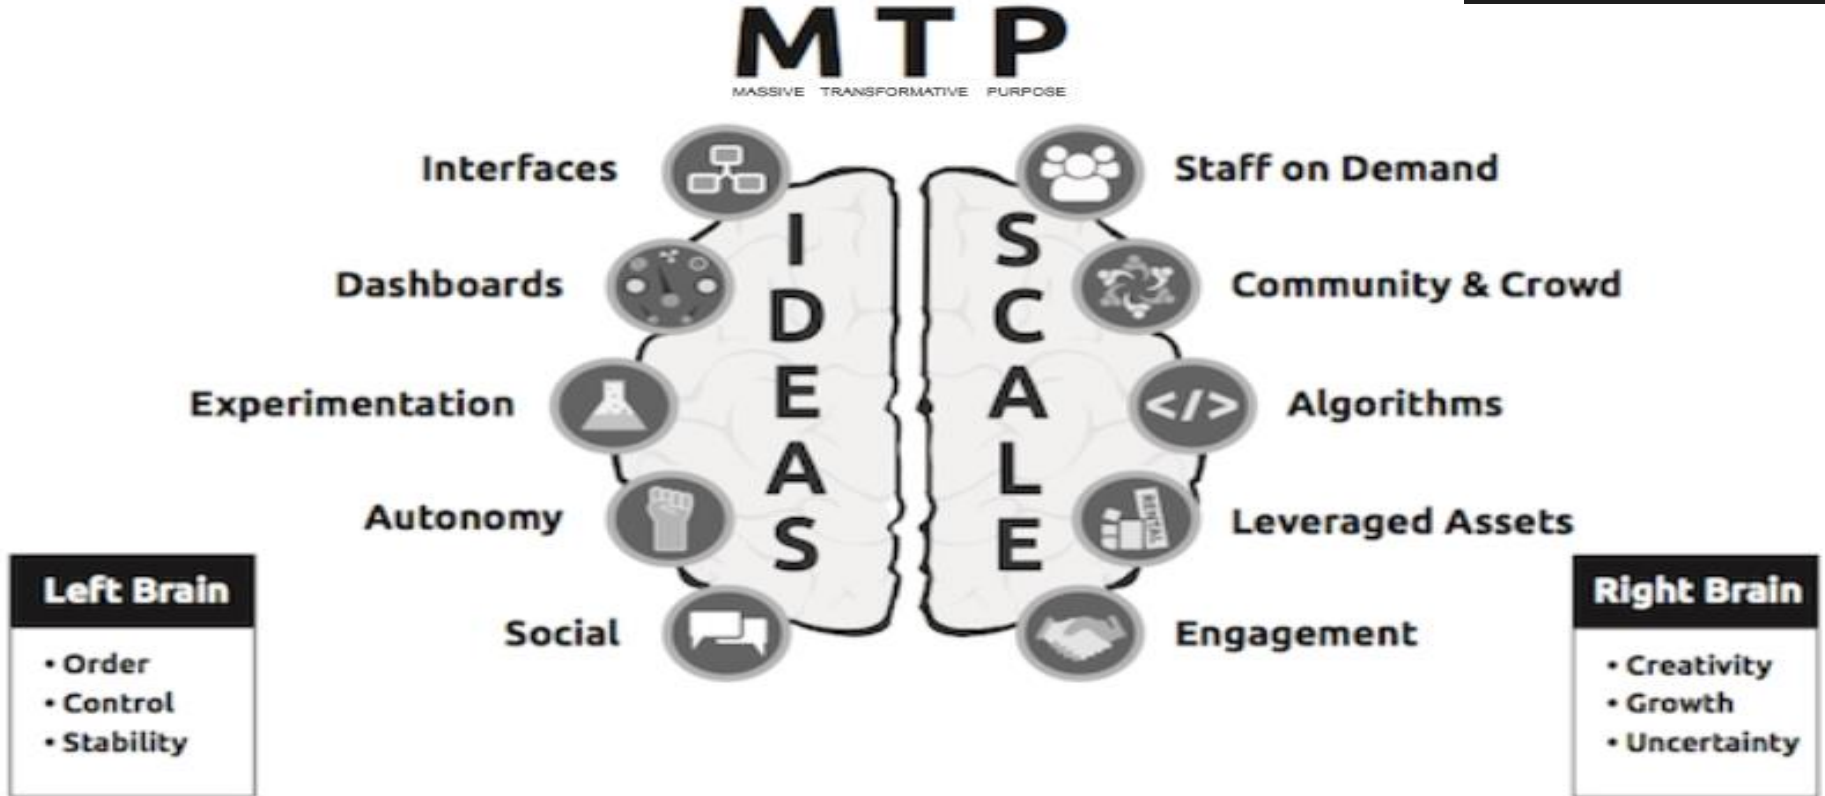 MTP
MASSIVE TRANSFORMATIVE PURPOSE
Interfaces
Dashboards
Experimentation
Autonomy
Social
IDEAS
SCALE
Staff on Demand
Community & Crowd
</>
Algorithms
RENTAL
Leveraged Assets
Engagement
Left Brain
• Order
• Control
• Stability
Right Brain
• Creativity
• Growth
• Uncertainty